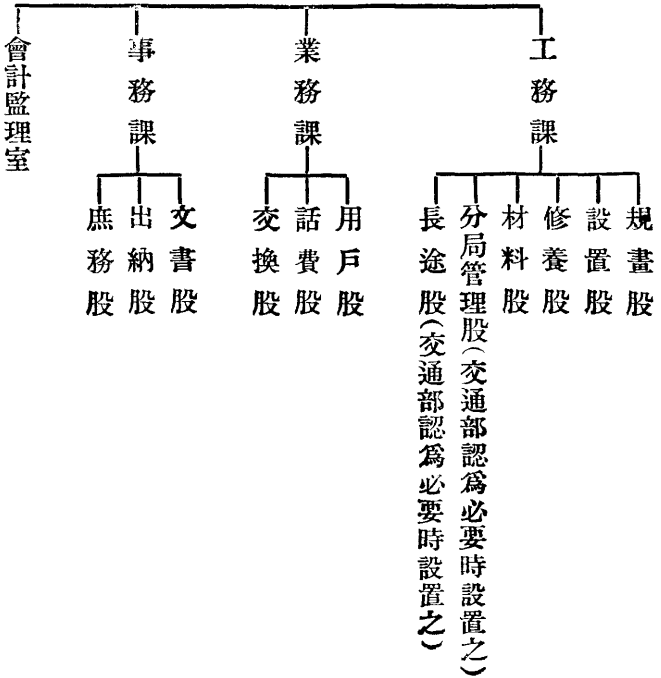 工務課
規畫股
設置股
修養股
材料股
分局管理股(交通部認爲必要時設置之)
長途股(交通部認爲必要時設置之)
業務課
用戶股
話費股
交換股
事務課
文書股
出納股
庶務股
會計監理室